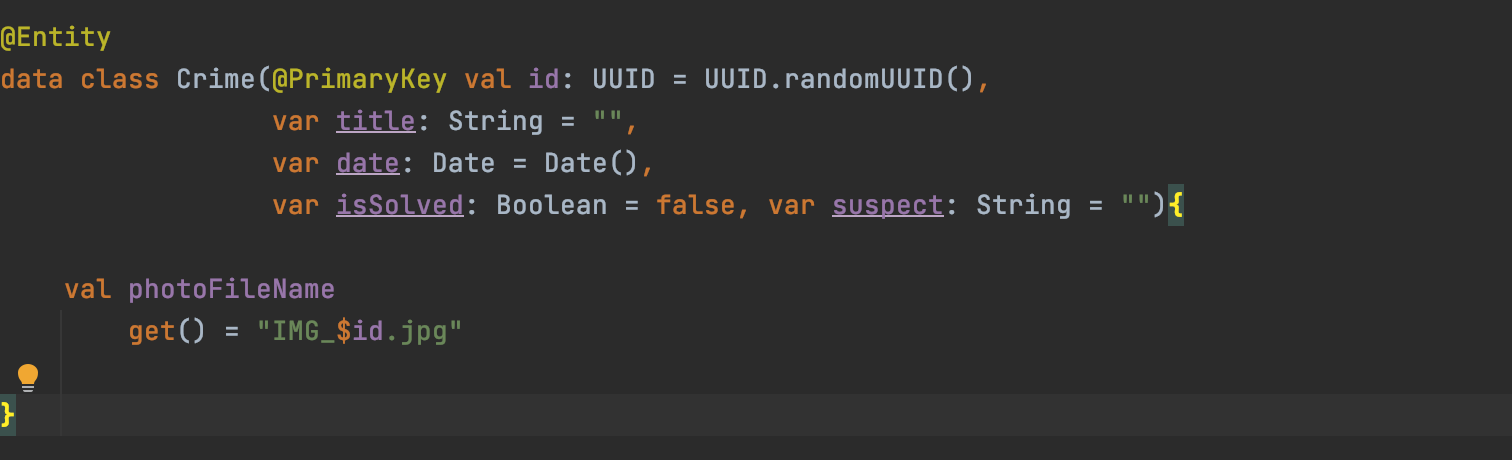 @Entity
data class Crime(@PrimaryKey val id: UUID = UUID.randomUUID(),
                 var title: String = "",
                 var date: Date = Date(),
                 var isSolved: Boolean = false, var suspect: String = ""){
    val photoFileName
        get() = "IMG_$id.jpg"
}